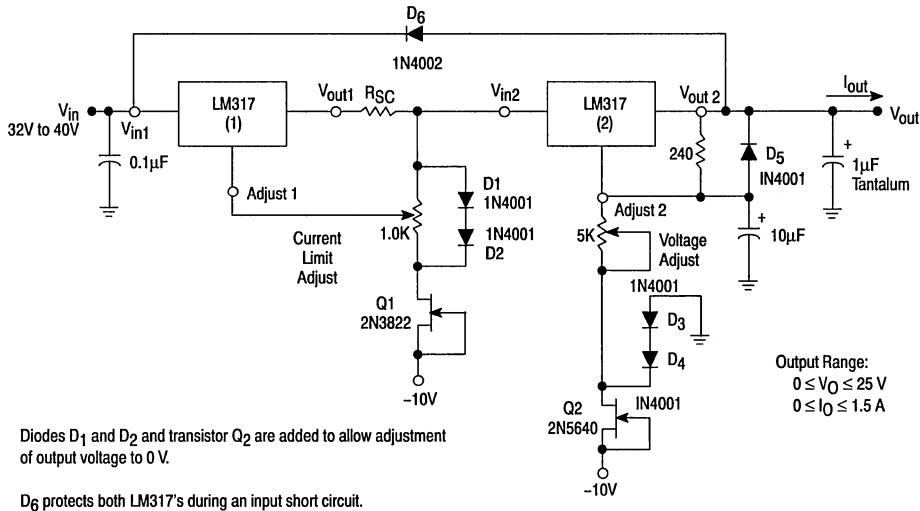 D6
1N4002
Vin
32V to 40V
Vin1
LM317
(1)
Vout1
RSC
Vin2
LM317
(2)
Vout 2
Iout
Vout
0.1µF
240
D5
IN4001
+
1µF
Tantalum
Adjust 1
D1
1N4001
1N4001
D2
Current
Limit
Adjust
1.0K
Adjust 2
5K
Voltage
Adjust
+
10µF
Q1
2N3822
–10V
1N4001
D3
D4
IN4001
Q2
2N5640
–10V
Output Range:
0 ≤ VO ≤ 25 V
0 ≤ IO ≤ 1.5 A
Diodes D1 and D2 and transistor Q2 are added to allow adjustment
of output voltage to 0 V.
D6 protects both LM317's during an input short circuit.